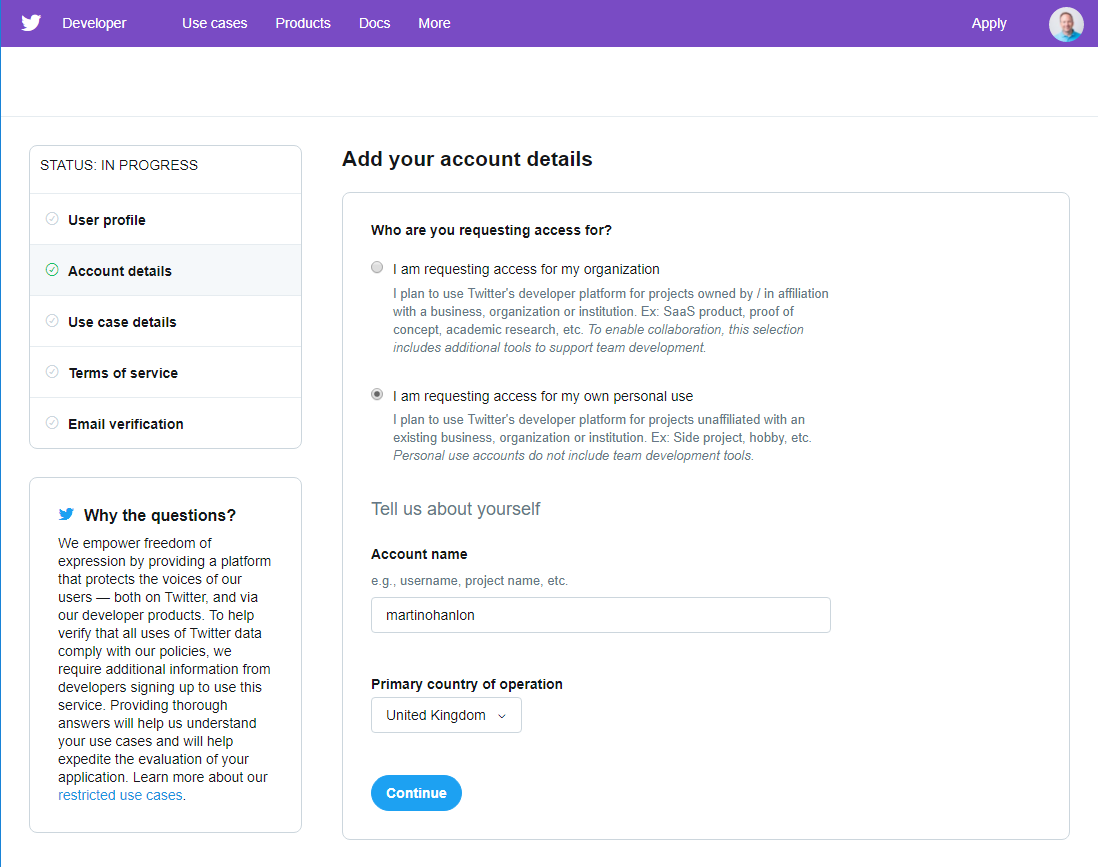 Developer Use cases Products Docs More Apply
STATUS: IN PROGRESS
User profile
Account details
Use case details
Terms of service
Email verification
Why the questions?
We empower freedom of
expression by providing a platform
that protects the voices of our
users — both on Twitter, and via
our developer products. To help
verify that all uses of Twitter data
comply with our policies, we
require additional information from
developers signing up to use this
service. Providing thorough
answers will help us understand
your use cases and will help
expedite the evaluation of your
application. Learn more about our
restricted use cases.
Add your account details
Who are you requesting access for?
I am requesting access for my organization
I plan to use Twitter's developer platform for projects owned by / in affiliation
with a business, organization or institution. Ex: SaaS product, proof of
concept, academic research, etc. To enable collaboration, this selection
includes additional tools to support team development.
I am requesting access for my own personal use
I plan to use Twitter's developer platform for projects unaffiliated with an
existing business, organization or institution. Ex: Side project, hobby, etc.
Personal use accounts do not include team development tools.
Tell us about yourself
Account name
e.g., username, project name, etc.
martinohanlon
Primary country of operation
United Kingdom
Continue